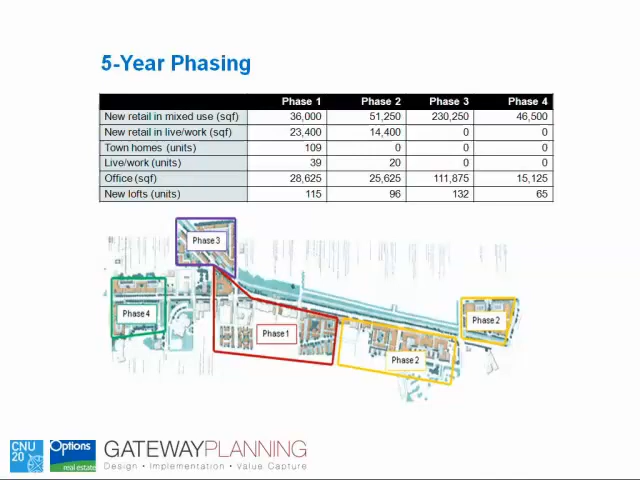 5-Year Phasing
Phase 1 Phase 2 Phase 3 Phase 4
New retail in mixed use (sqf) 36,000 51,250 230,250 46,500
New retail in live/work (sqf) 23,400 14,400 0 0
Town homes (units) 109 0 0 0
Live/work (units) 39 20 0 0
Office (sqf) 28,625 25,625 111,875 15,125
New lofts (units) 115 96 132 65
Phase 3
Phase 4
Phase 1
Phase 2
Phase 2
CNU
20
Options
real estate
GATEWAYPLANNING
Design • Implementation • Value Capture